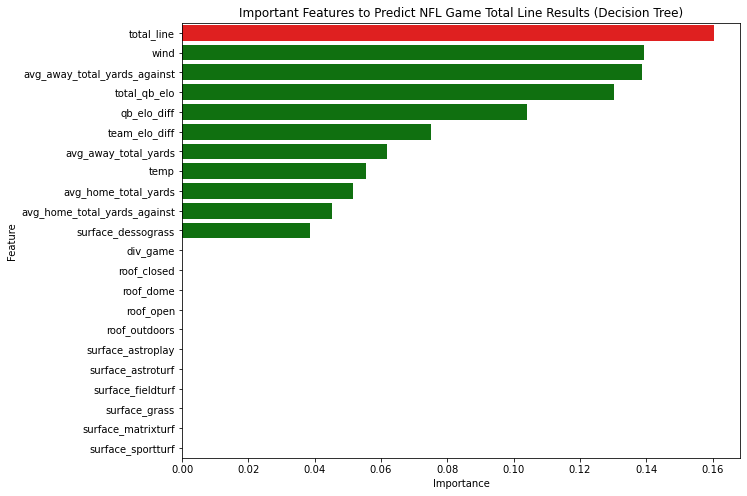 Important Features to Predict NFL Game Total Line Results (Decision Tree)
total_line
wind
avg_away_total_yards_against
total_qb_elo
qb_elo_diff
team_elo_diff
avg_away_total_yards
temp
avg_home_total_yards
avg_home_total_yards_against
surface_dessograss
div_game
roof_closed
roof_dome
roof_open
roof_outdoors
surface_astroplay
surface_astroturf
surface_fieldturf
surface_grass
surface_matrixturf
surface_sportturf
Feature
0.00 0.02 0.04 0.06 0.08 0.10 0.12 0.14 0.16
Importance